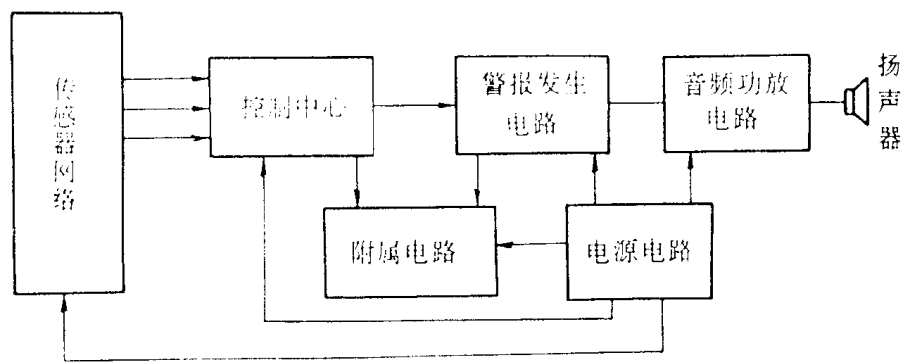 传感器网络
控制中心
警报发生
电路
音频功放
电路
扬声器
附属电路
电源电路